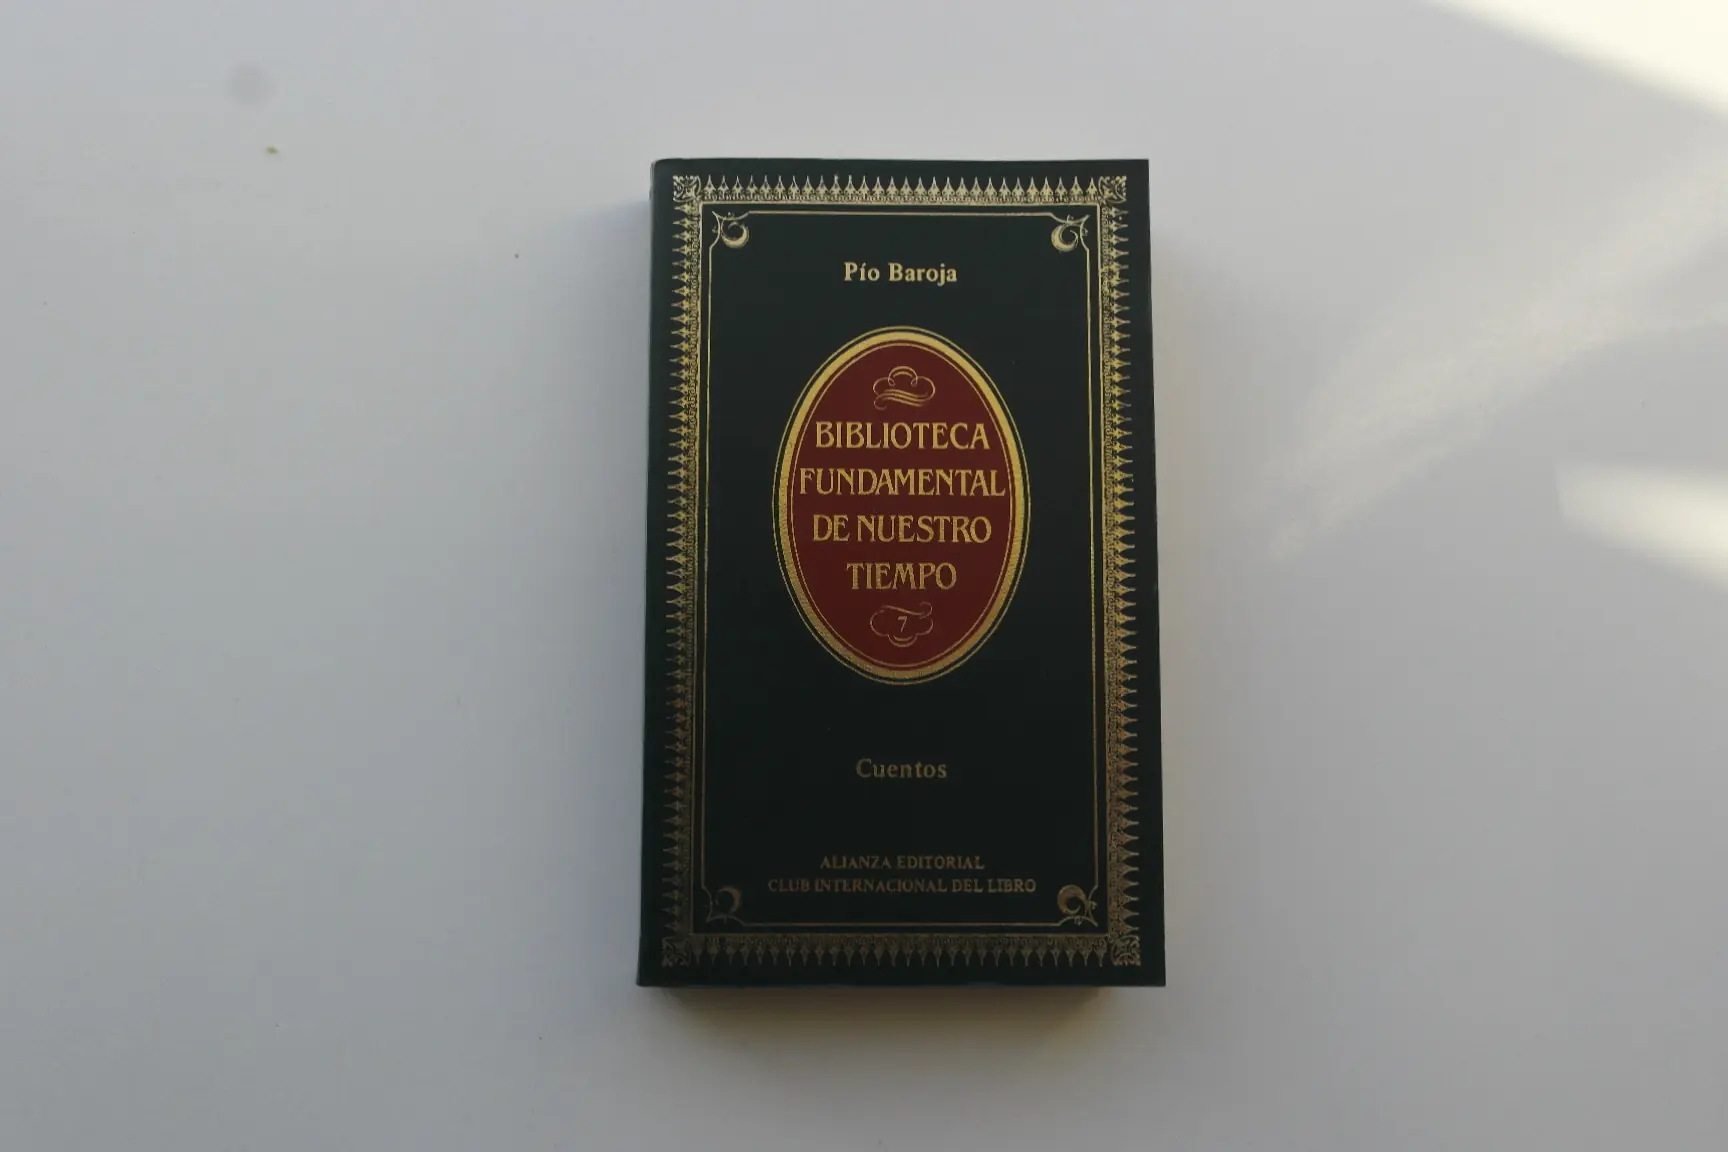 Pío Baroja
BIBLIOTECA
FUNDAMENTAL
DE NUESTRO
TIEMPO
7
Cuentos
ALIANZA EDITORIAL
CLUB INTERNACIONAL DEL LIBRO